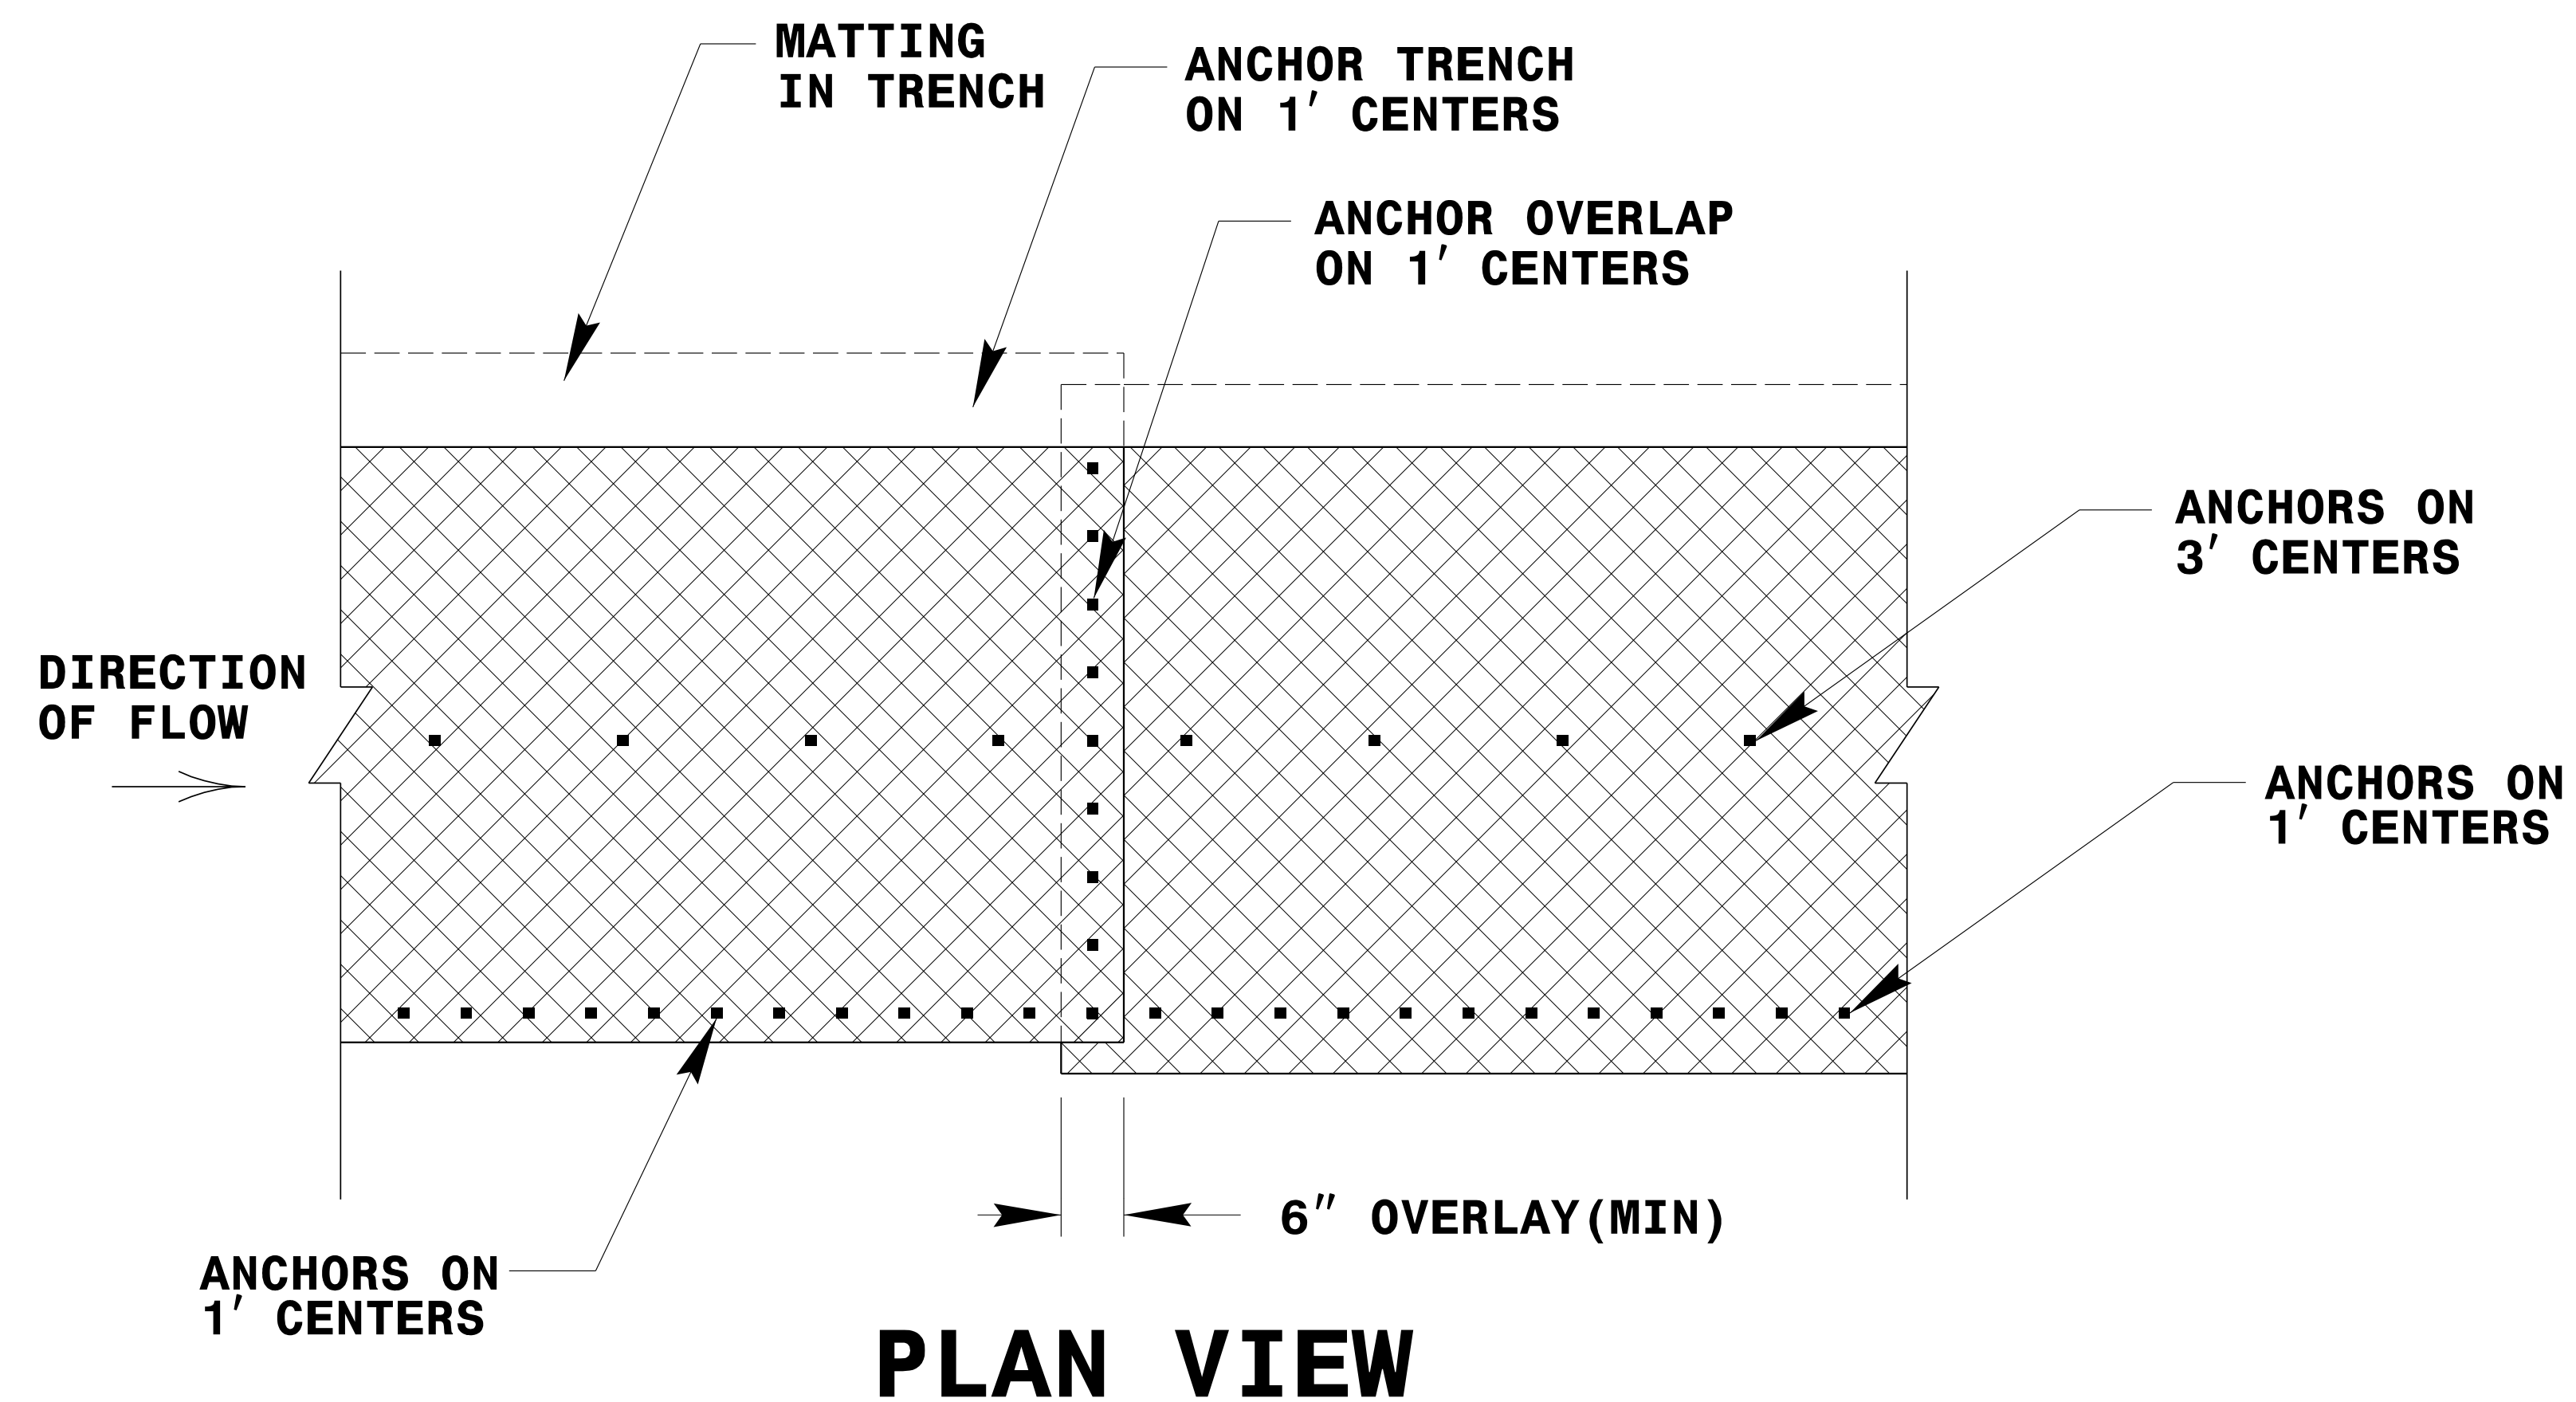 MATTING
IN TRENCH
ANCHOR TRENCH
ON 1' CENTERS
ANCHOR OVERLAP
ON 1' CENTERS
ANCHORS ON
3' CENTERS
DIRECTION
OF FLOW
ANCHORS ON
1' CENTERS
6" OVERLAY(MIN)
ANCHORS ON
1' CENTERS
PLAN VIEW